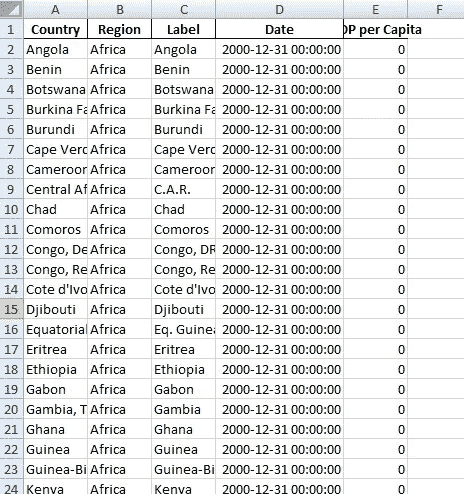 A B C D E F
1 Country Region Label Date DP per Capita
2 Angola Africa Angola 2000-12-31 00:00:00 0
3 Benin Africa Benin 2000-12-31 00:00:00 0
4 Botswana Africa Botswana 2000-12-31 00:00:00 0
5 Burkina Fa Africa Burkina Fa 2000-12-31 00:00:00 0
6 Burundi Africa Burundi 2000-12-31 00:00:00 0
7 Cape Verd Africa Cape Verd 2000-12-31 00:00:00 0
8 Cameroon Africa Cameroon 2000-12-31 00:00:00 0
9 Central Af Africa C.A.R. 2000-12-31 00:00:00 0
10 Chad Africa Chad 2000-12-31 00:00:00 0
11 Comoros Africa Comoros 2000-12-31 00:00:00 0
12 Congo, De Africa Congo, DR 2000-12-31 00:00:00 0
13 Congo, Re Africa Congo, Re 2000-12-31 00:00:00 0
14 Cote d'Ivo Africa Cote d'Ivo 2000-12-31 00:00:00 0
15 Djibouti Africa Djibouti 2000-12-31 00:00:00 0
16 Equatorial Africa Eq. Guinea 2000-12-31 00:00:00 0
17 Eritrea Africa Eritrea 2000-12-31 00:00:00 0
18 Ethiopia Africa Ethiopia 2000-12-31 00:00:00 0
19 Gabon Africa Gabon 2000-12-31 00:00:00 0
20 Gambia, T Africa Gambia 2000-12-31 00:00:00 0
21 Ghana Africa Ghana 2000-12-31 00:00:00 0
22 Guinea Africa Guinea 2000-12-31 00:00:00 0
23 Guinea-Bi Africa Guinea-Bi 2000-12-31 00:00:00 0
24 Kenya Africa Kenya 2000-12-31 00:00:00 0